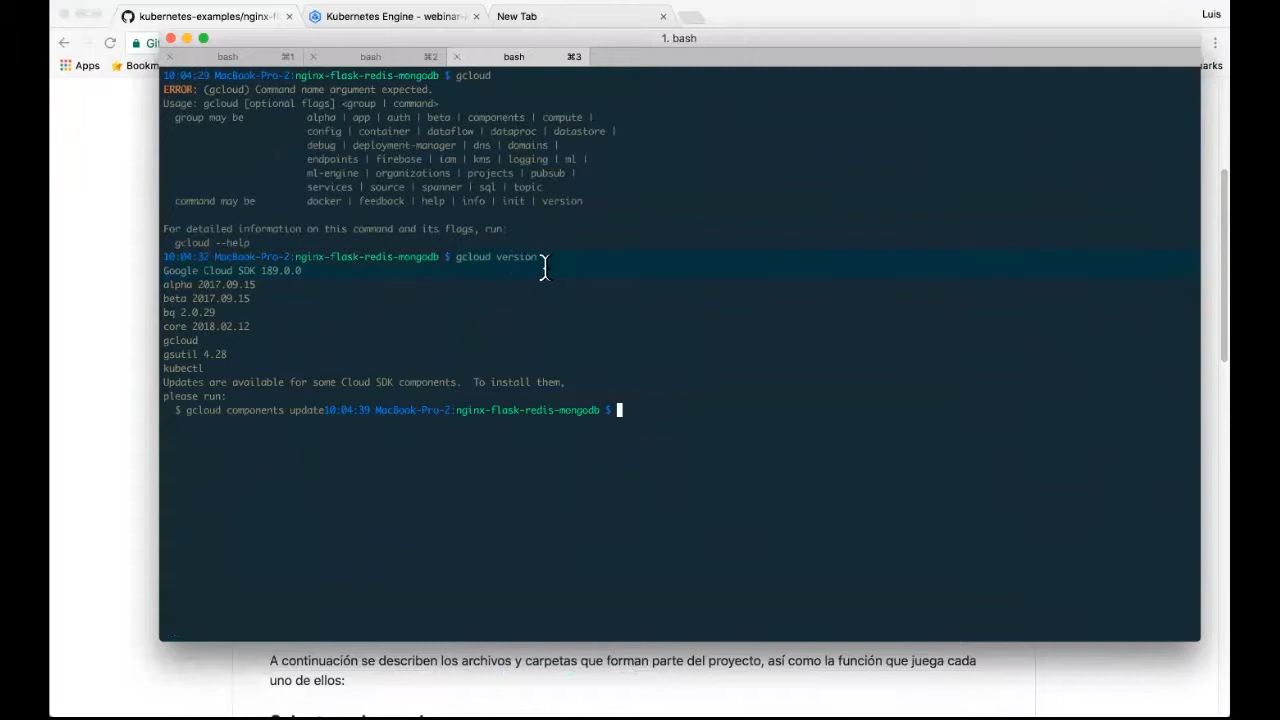 kubernetes-examples/nginx-f
Kubernetes Engine - webinar-
New Tab
Luis
1. bash
Apps
Bookm
arks
bash ⌘1
bash ⌘2
bash ⌘3
10:04:29 MacBook-Pro-2:nginx-flask-redis-mongodb $ gcloud
ERROR: (gcloud) Command name argument expected.
Usage: gcloud [optional flags] <group | command>
group may be alpha | app | auth | beta | components | compute |
config | container | dataflow | dataproc | datastore |
debug | deployment-manager | dns | domains |
endpoints | firebase | iam | kms | logging | ml |
ml-engine | organizations | projects | pubsub |
services | source | spanner | sql | topic
command may be docker | feedback | help | info | init | version
For detailed information on this command and its flags, run:
gcloud --help
10:04:32 MacBook-Pro-2:nginx-flask-redis-mongodb $ gcloud version
Google Cloud SDK 189.0.0
alpha 2017.09.15
beta 2017.09.15
bq 2.0.29
core 2018.02.12
gcloud
gsutil 4.28
kubectl
Updates are available for some Cloud SDK components.  To install them,
please run:
$ gcloud components update10:04:39 MacBook-Pro-2:nginx-flask-redis-mongodb $
A continuación se describen los archivos y carpetas que forman parte del proyecto, así como la función que juega cada
uno de ellos: